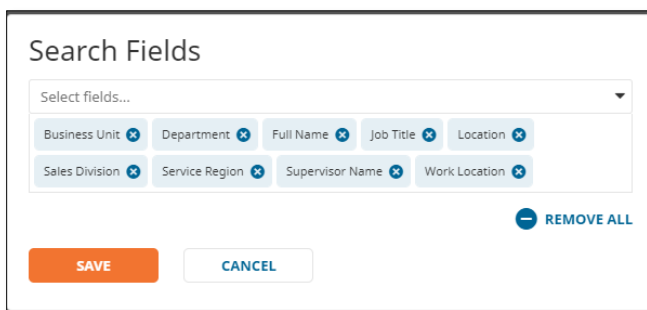 Search Fields
Select fields...
Business Unit Department Full Name Job Title Location
Sales Division Service Region Supervisor Name Work Location
REMOVE ALL
SAVE CANCEL